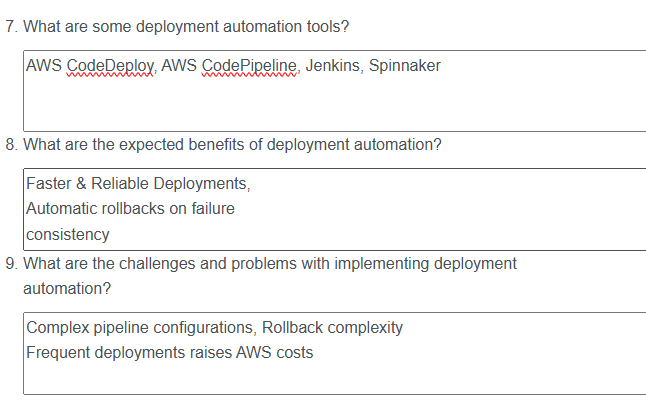 7. What are some deployment automation tools?
AWS CodeDeploy, AWS CodePipeline, Jenkins, Spinnaker
8. What are the expected benefits of deployment automation?
Faster & Reliable Deployments,
Automatic rollbacks on failure
consistency
9. What are the challenges and problems with implementing deployment
automation?
Complex pipeline configurations, Rollback complexity
Frequent deployments raises AWS costs